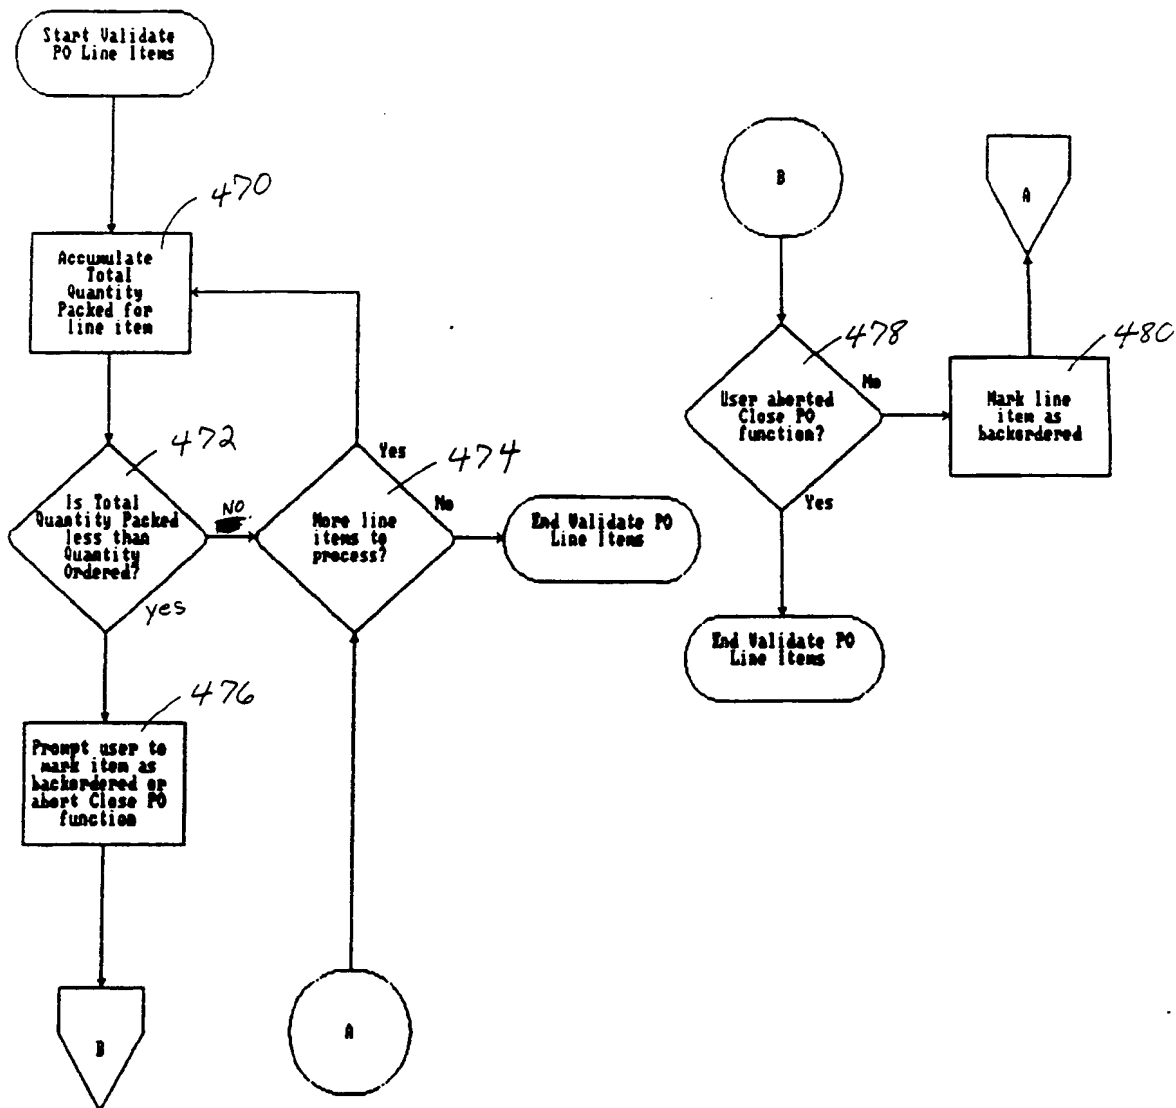 Start Validate
PO Line Items
470
Accumulate
Total
Quantity
Packed for
line item
472
Is Total
Quantity Packed
less than
Quantity
Ordered?
NO
yes
Yes
474
More line
items to
process?
No
End Validate PO
Line Items
476
Prompt user to
mark item as
backordered or
abort Close PO
function
B
A
B
478
User aborted
Close PO
function?
No
Yes
End Validate PO
Line Items
A
480
Mark line
item as
backordered